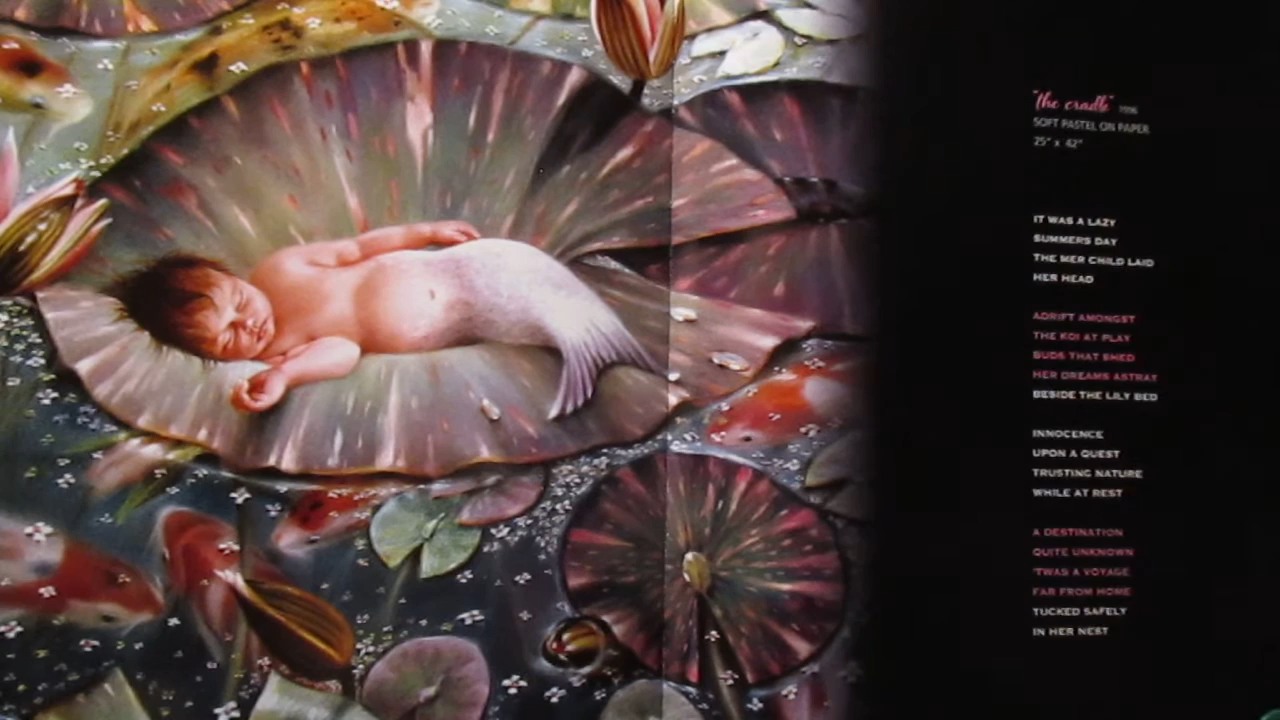 "the cradle" 1996
SOFT PASTEL ON PAPER
25" x 42"
IT WAS A LAZY
SUMMERS DAY
THE MER CHILD LAID
HER HEAD
ADRIFT AMONGST
THE KOI AT PLAY
BUDS THAT SHED
HER DREAMS ASTRAY
BESIDE THE LILY BED
INNOCENCE
UPON A QUEST
TRUSTING NATURE
WHILE AT REST
A DESTINATION
QUITE UNKNOWN
'TWAS A VOYAGE
FAR FROM HOME
TUCKED SAFELY
IN HER NEST